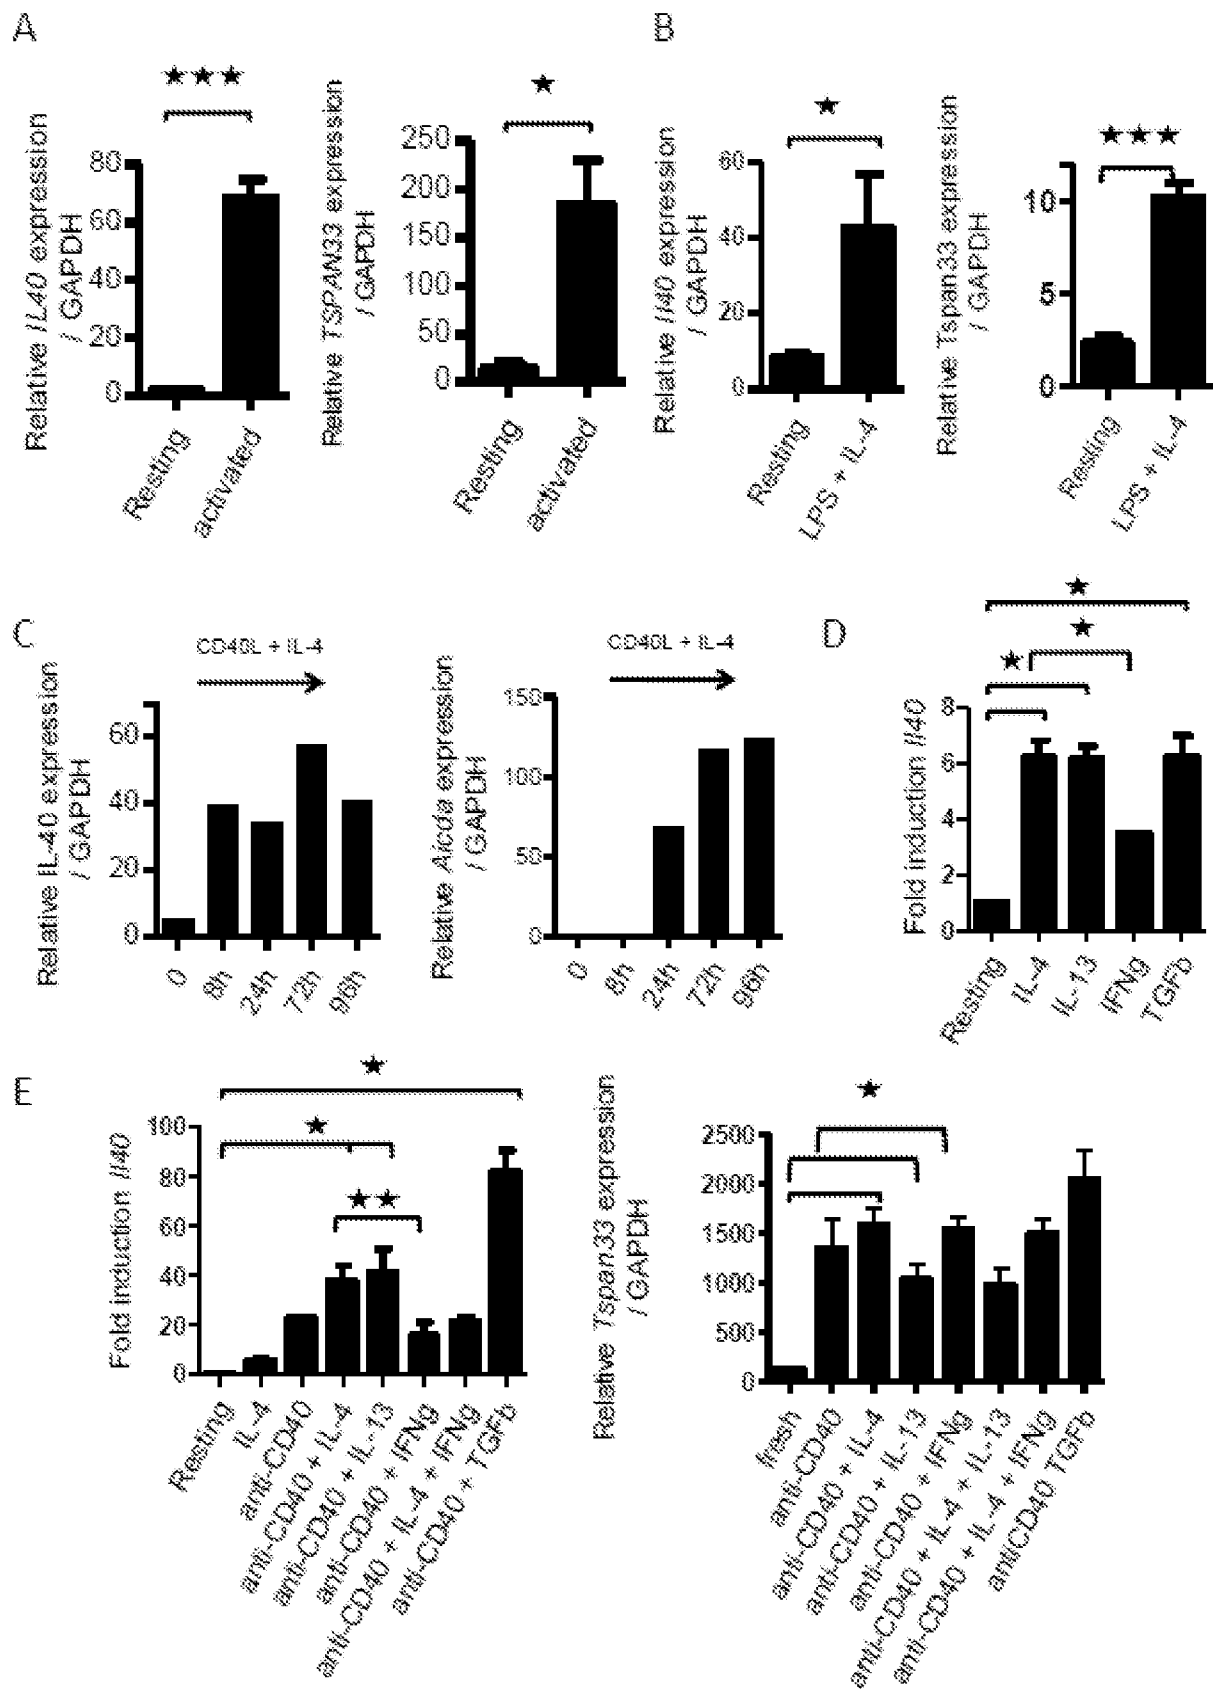 A
★★★
Relative IL40 expression
/ GAPDH
80
60
40
20
0
Resting
activated
★
Relative TSPAN33 expression
/ GAPDH
250
200
150
100
50
0
Resting
activated
B
★
Relative Il40 expression
/ GAPDH
60
40
20
0
Resting
LPS + IL-4
★★★
Relative Tspan33 expression
/ GAPDH
10
5
0
Resting
LPS + IL-4
C
CD40L + IL-4
Relative IL-40 expression
/ GAPDH
60
40
20
0
0
8h
24h
72h
96h
CD40L + IL-4
Relative Aicda expression
/ GAPDH
150
100
50
0
0
8h
24h
72h
96h
D
★
★
★
Fold induction Il40
8
6
4
2
0
Resting
IL-4
IL-13
IFNg
TGFb
E
★
★
★★
Fold induction Il40
100
80
60
40
20
0
Resting
IL-4
anti-CD40
anti-CD40 + IL-4
anti-CD40 + IL-13
anti-CD40 + IFNg
anti-CD40 + IL-4 + IFNg
anti-CD40 + TGFb
★
Relative Tspan33 expression
/ GAPDH
2500
2000
1500
1000
500
0
fresh
anti-CD40
anti-CD40 + IL-4
anti-CD40 + IL-13
anti-CD40 + IFNg
anti-CD40 + IL-4 + IL-13
anti-CD40 + IL-4 + IFNg
antiCD40 TGFb